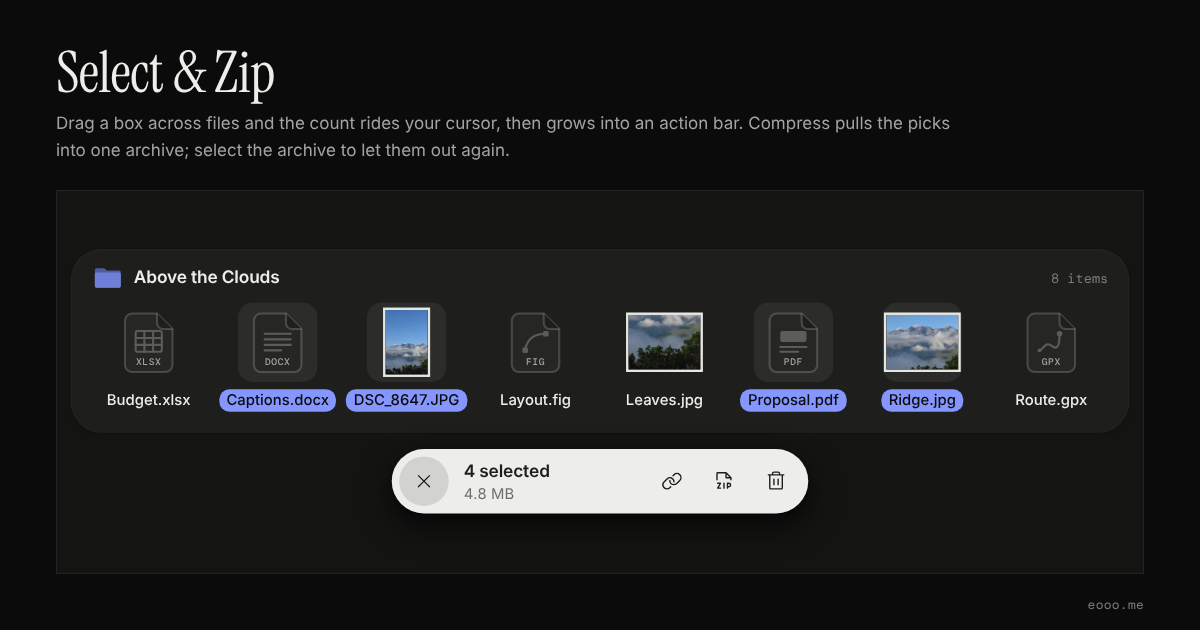 Select & Zip
Drag a box across files and the count rides your cursor, then grows into an action bar. Compress pulls the picks
into one archive; select the archive to let them out again.
Above the Clouds
8 items
XLSX
DOCX
FIG
PDF
GPX
Budget.xlsx
Captions.docx
DSC_8647.JPG
Layout.fig
Leaves.jpg
Proposal.pdf
Ridge.jpg
Route.gpx
4 selected
4.8 MB
ZIP
eooo.me